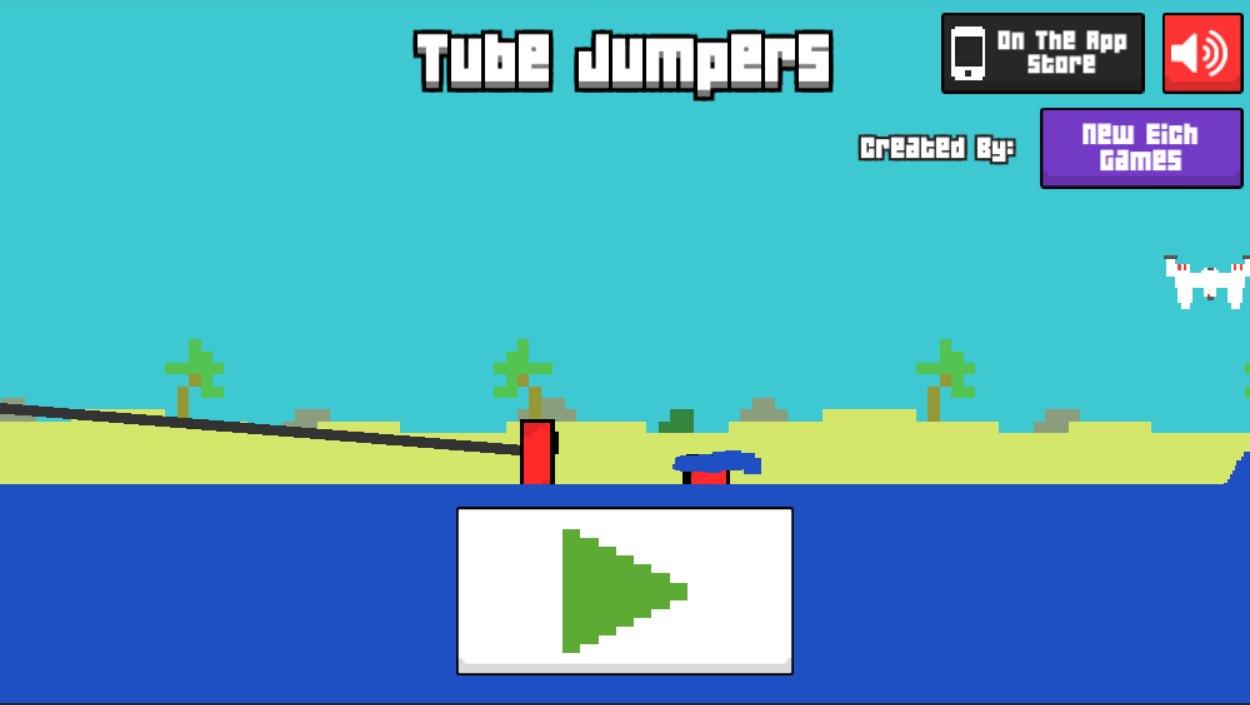 Tube Jumpers
On The App
Store
Created By:
New Eich
Games